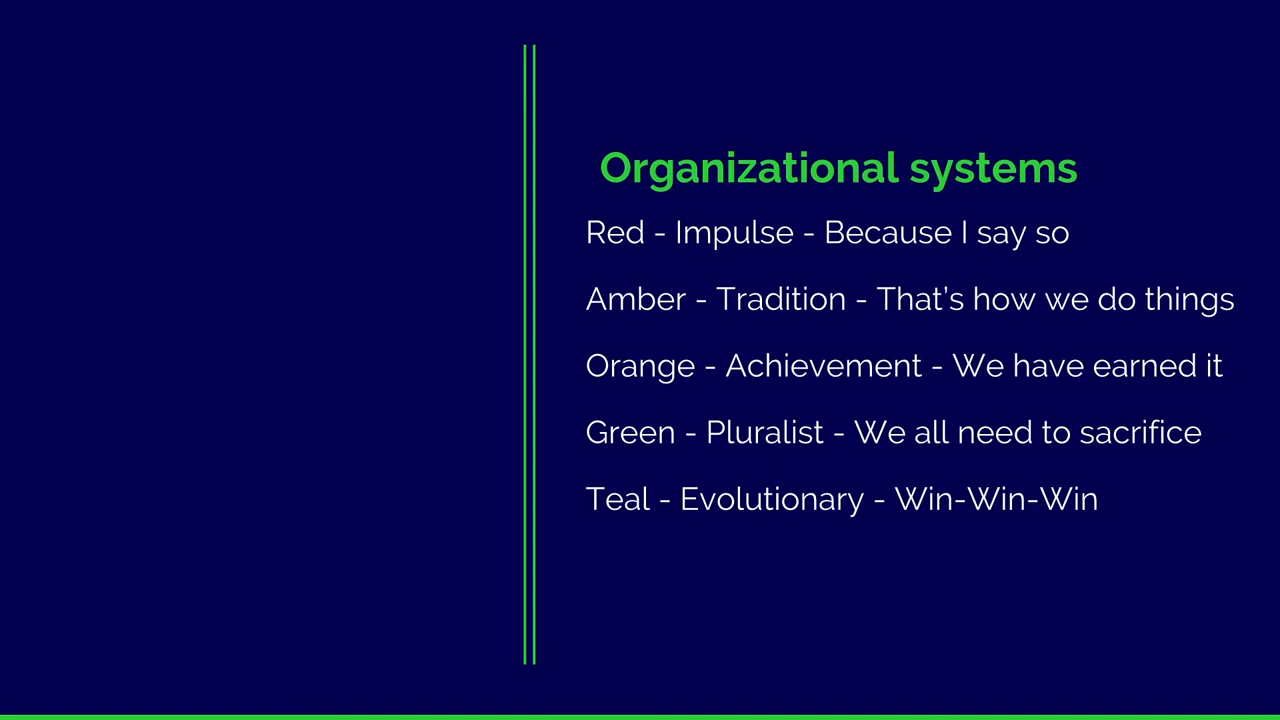 Organizational systems
Red - Impulse - Because I say so
Amber - Tradition - That’s how we do things
Orange - Achievement - We have earned it
Green - Pluralist - We all need to sacrifice
Teal - Evolutionary - Win-Win-Win